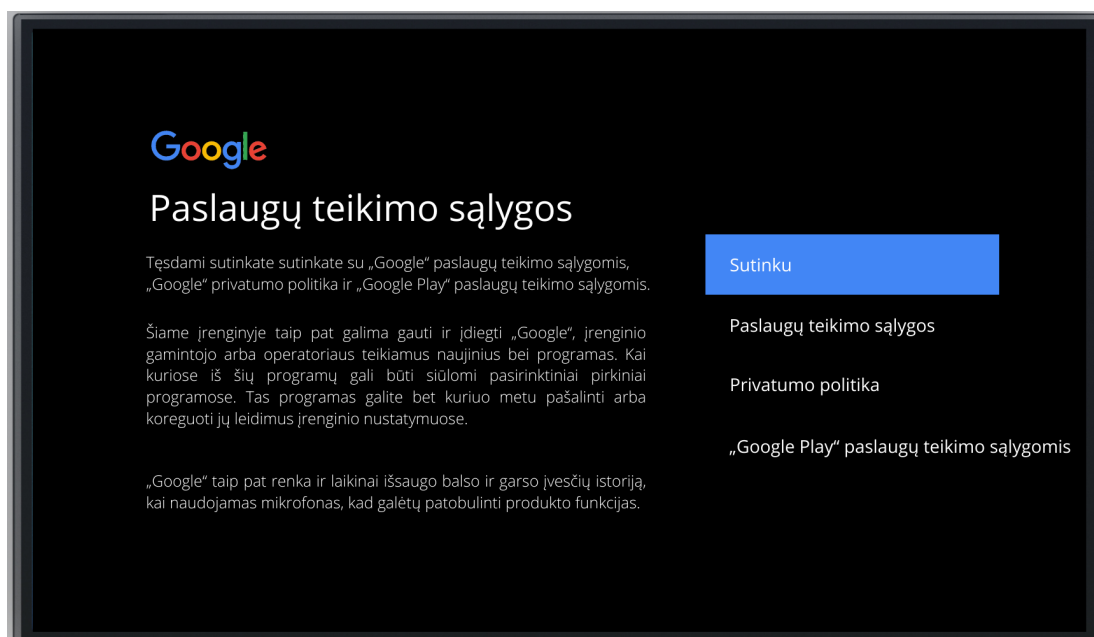 Google
Paslaugų teikimo sąlygos
Tęsdami sutinkate sutinkate su „Google“ paslaugų teikimo sąlygomis,
„Google“ privatumo politika ir „Google Play“ paslaugų teikimo sąlygomis.
Šiame įrenginyje taip pat galima gauti ir įdiegti „Google“, įrenginio
gamintojo arba operatoriaus teikiamus naujinius bei programas. Kai
kuriose iš šių programų gali būti siūlomi pasirinktiniai pirkiniai
programose. Tas programas galite bet kuriuo metu pašalinti arba
koreguoti jų leidimus įrenginio nustatymuose.
„Google“ taip pat renka ir laikinai išsaugo balso ir garso įvesčių istoriją,
kai naudojamas mikrofonas, kad galėtų patobulinti produkto funkcijas.
Sutinku
Paslaugų teikimo sąlygos
Privatumo politika
„Google Play“ paslaugų teikimo sąlygomis